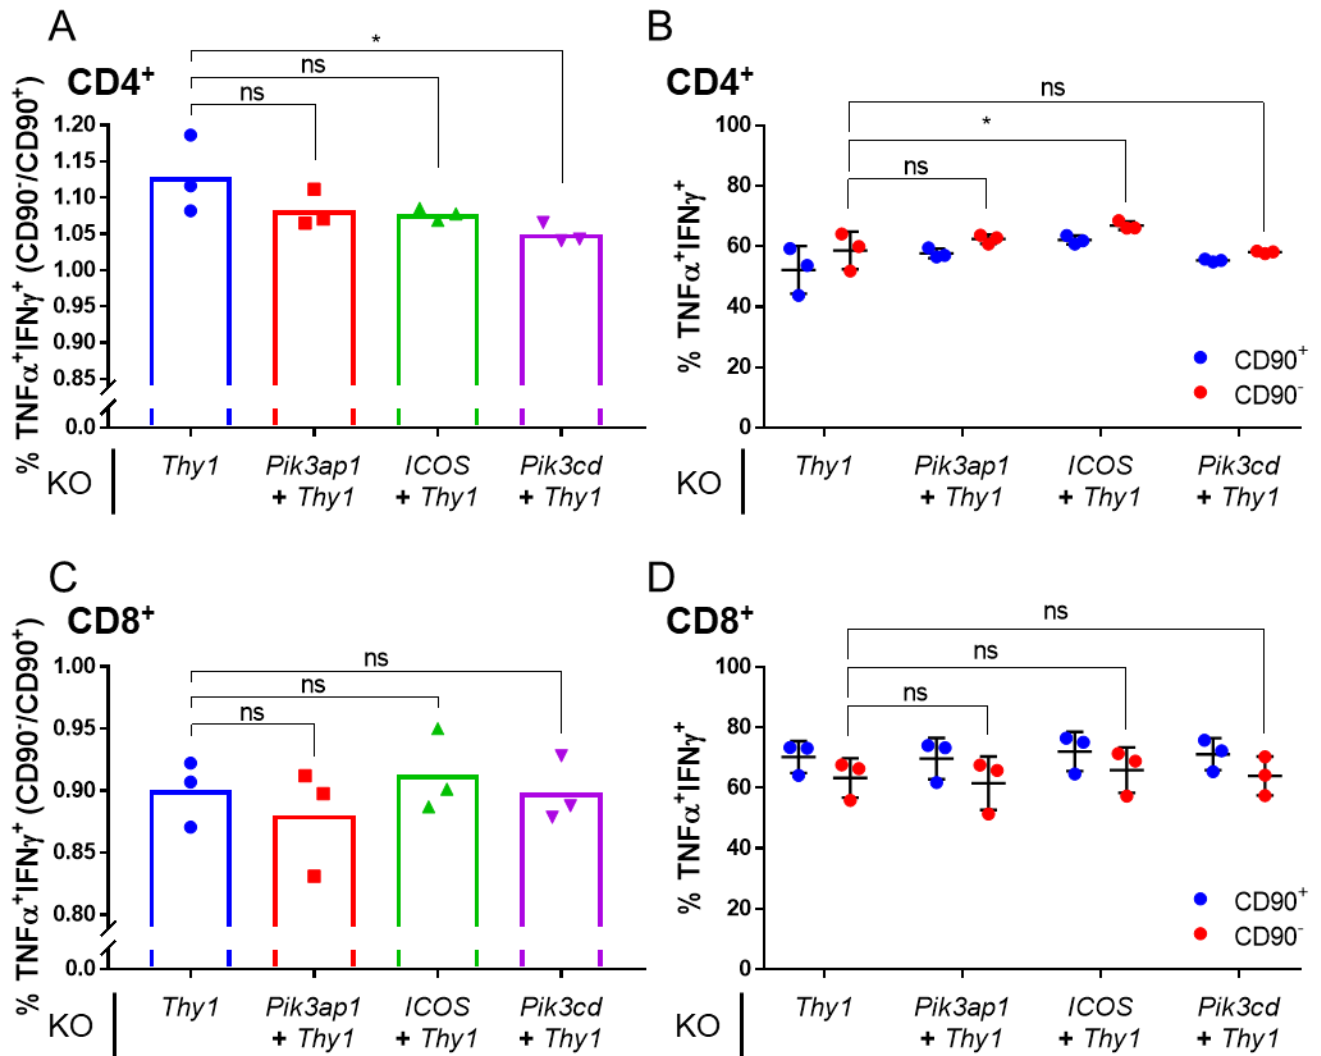 A
CD4⁺
% TNFα⁺IFNγ⁺ (CD90⁻/CD90⁺)
*
ns
ns
1.20
1.15
1.10
1.05
1.00
0.95
0.90
0.85
0.0
KO
Thy1
Pik3ap1 + Thy1
ICOS + Thy1
Pik3cd + Thy1
B
CD4⁺
% TNFα⁺IFNγ⁺
ns
*
ns
100
80
60
40
20
0
CD90⁺
CD90⁻
KO
Thy1
Pik3ap1 + Thy1
ICOS + Thy1
Pik3cd + Thy1
C
CD8⁺
% TNFα⁺IFNγ⁺ (CD90⁻/CD90⁺)
ns
ns
ns
1.00
0.95
0.90
0.85
0.80
0.0
KO
Thy1
Pik3ap1 + Thy1
ICOS + Thy1
Pik3cd + Thy1
D
CD8⁺
% TNFα⁺IFNγ⁺
ns
ns
ns
100
80
60
40
20
0
CD90⁺
CD90⁻
KO
Thy1
Pik3ap1 + Thy1
ICOS + Thy1
Pik3cd + Thy1